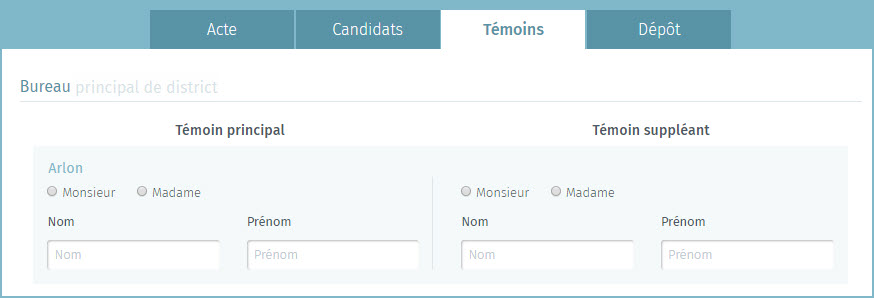 Acte Candidats Témoins Dépôt
Bureau principal de district
Témoin principal Témoin suppléant
Arlon
Monsieur Madame Monsieur Madame
Nom Prénom Nom Prénom
Nom Prénom Nom Prénom